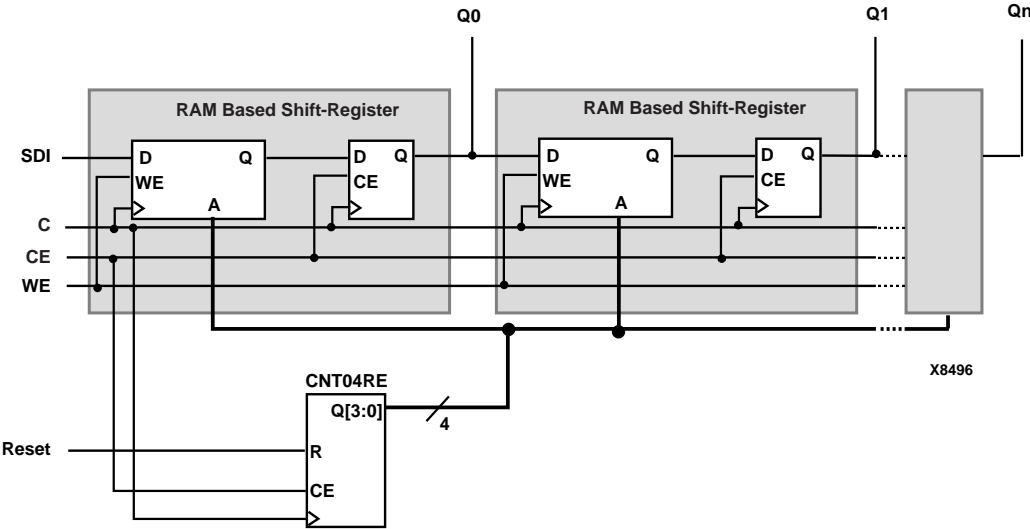 Q0
Q1
Qn
RAM Based Shift-Register
RAM Based Shift-Register
SDI
D
Q
D
Q
D
Q
D
Q
WE
CE
WE
CE
A
A
C
CE
WE
X8496
CNT04RE
Q[3:0]
4
Reset
R
CE